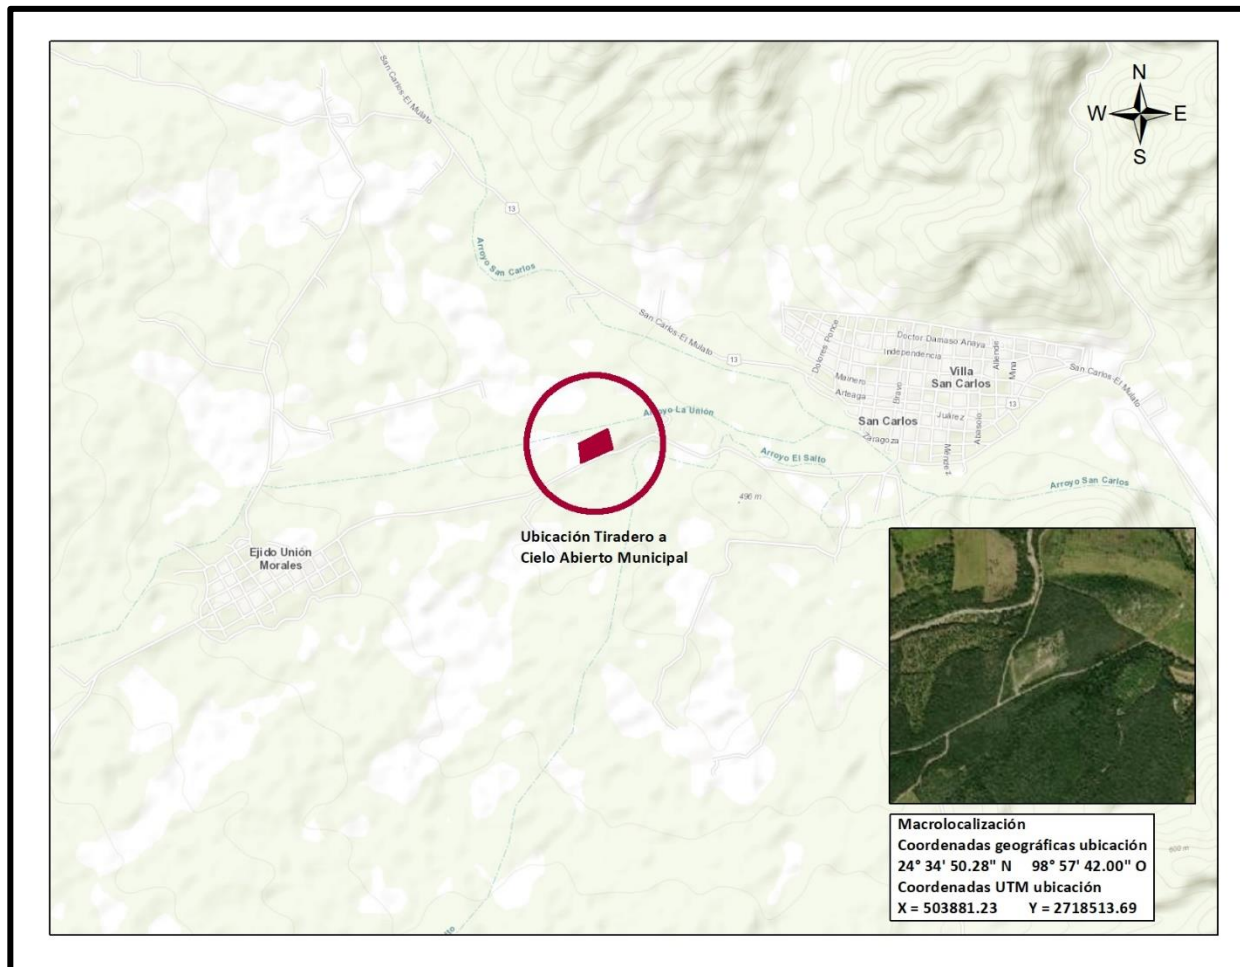 N
W E
S
San Carlos-El Mulato
13
Arroyo San Carlos
San Carlos-El Mulato
13
Dolores Ponce
Doctor Damaso Anaya
Independencia
Allende
Mina
Villa
San Carlos
San Carlos-El Mulato
Mainero
Arteaga
Bravo
13
Juárez
Abasolo
San Carlos
Zaragoza
Méndez
Arroyo La Unión
Arroyo El Salto
Arroyo San Carlos
496 m
Ubicación Tiradero a
Cielo Abierto Municipal
Ejido Unión
Morales
Macrolocalización
Coordenadas geográficas ubicación
24° 34' 50.28" N 98° 57' 42.00" O
Coordenadas UTM ubicación
X = 503881.23 Y = 2718513.69